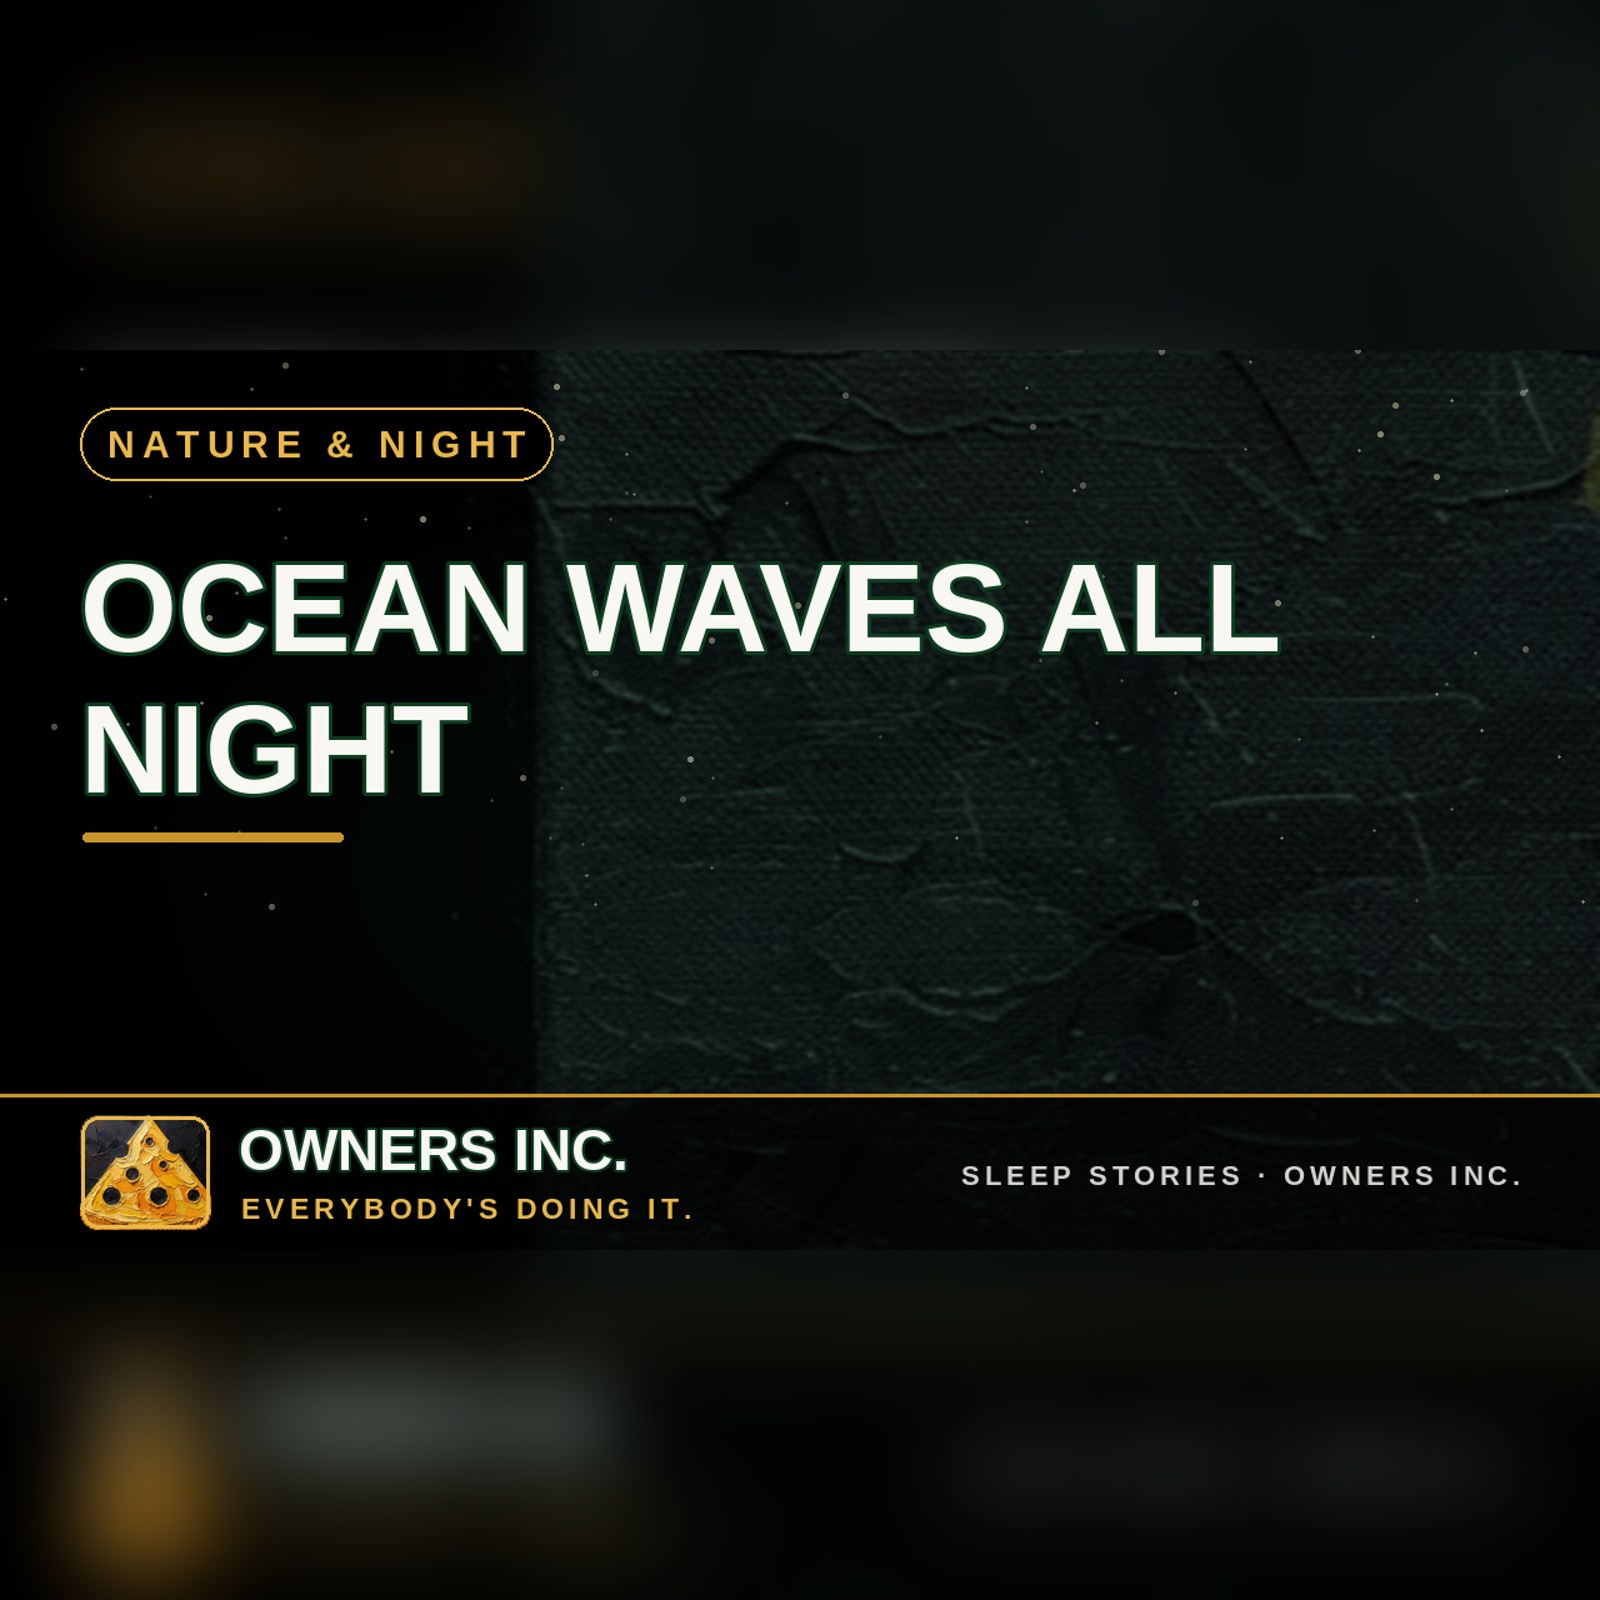 NATURE & NIGHT
OCEAN WAVES ALL
NIGHT
OWNERS INC.
EVERYBODY'S DOING IT.
SLEEP STORIES · OWNERS INC.